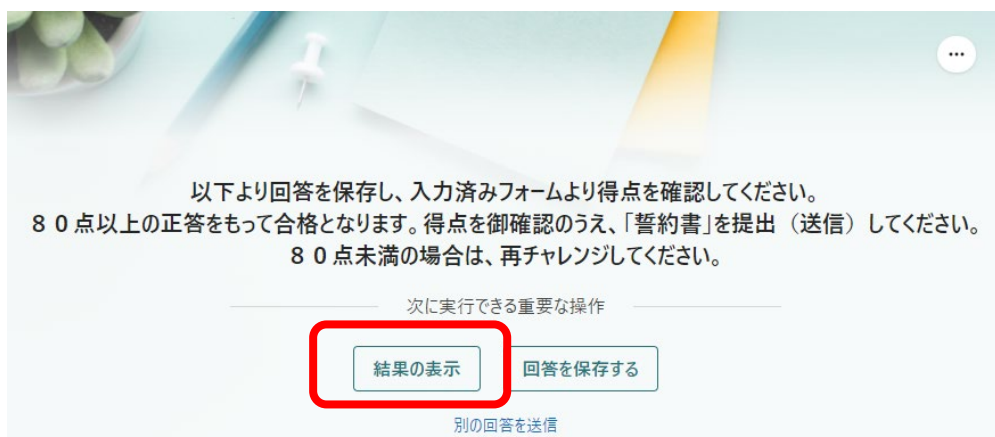 以下より回答を保存し、入力済みフォームより得点を確認してください。
８０点以上の正答をもって合格となります。得点を御確認のうえ、「誓約書」を提出（送信）してください。
８０点未満の場合は、再チャレンジしてください。
次に実行できる重要な操作
結果の表示 回答を保存する
別の回答を送信